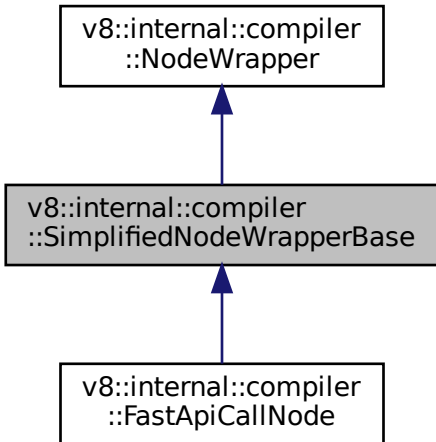 v8::internal::compiler
::NodeWrapper
v8::internal::compiler
::SimplifiedNodeWrapperBase
v8::internal::compiler
::FastApiCallNode